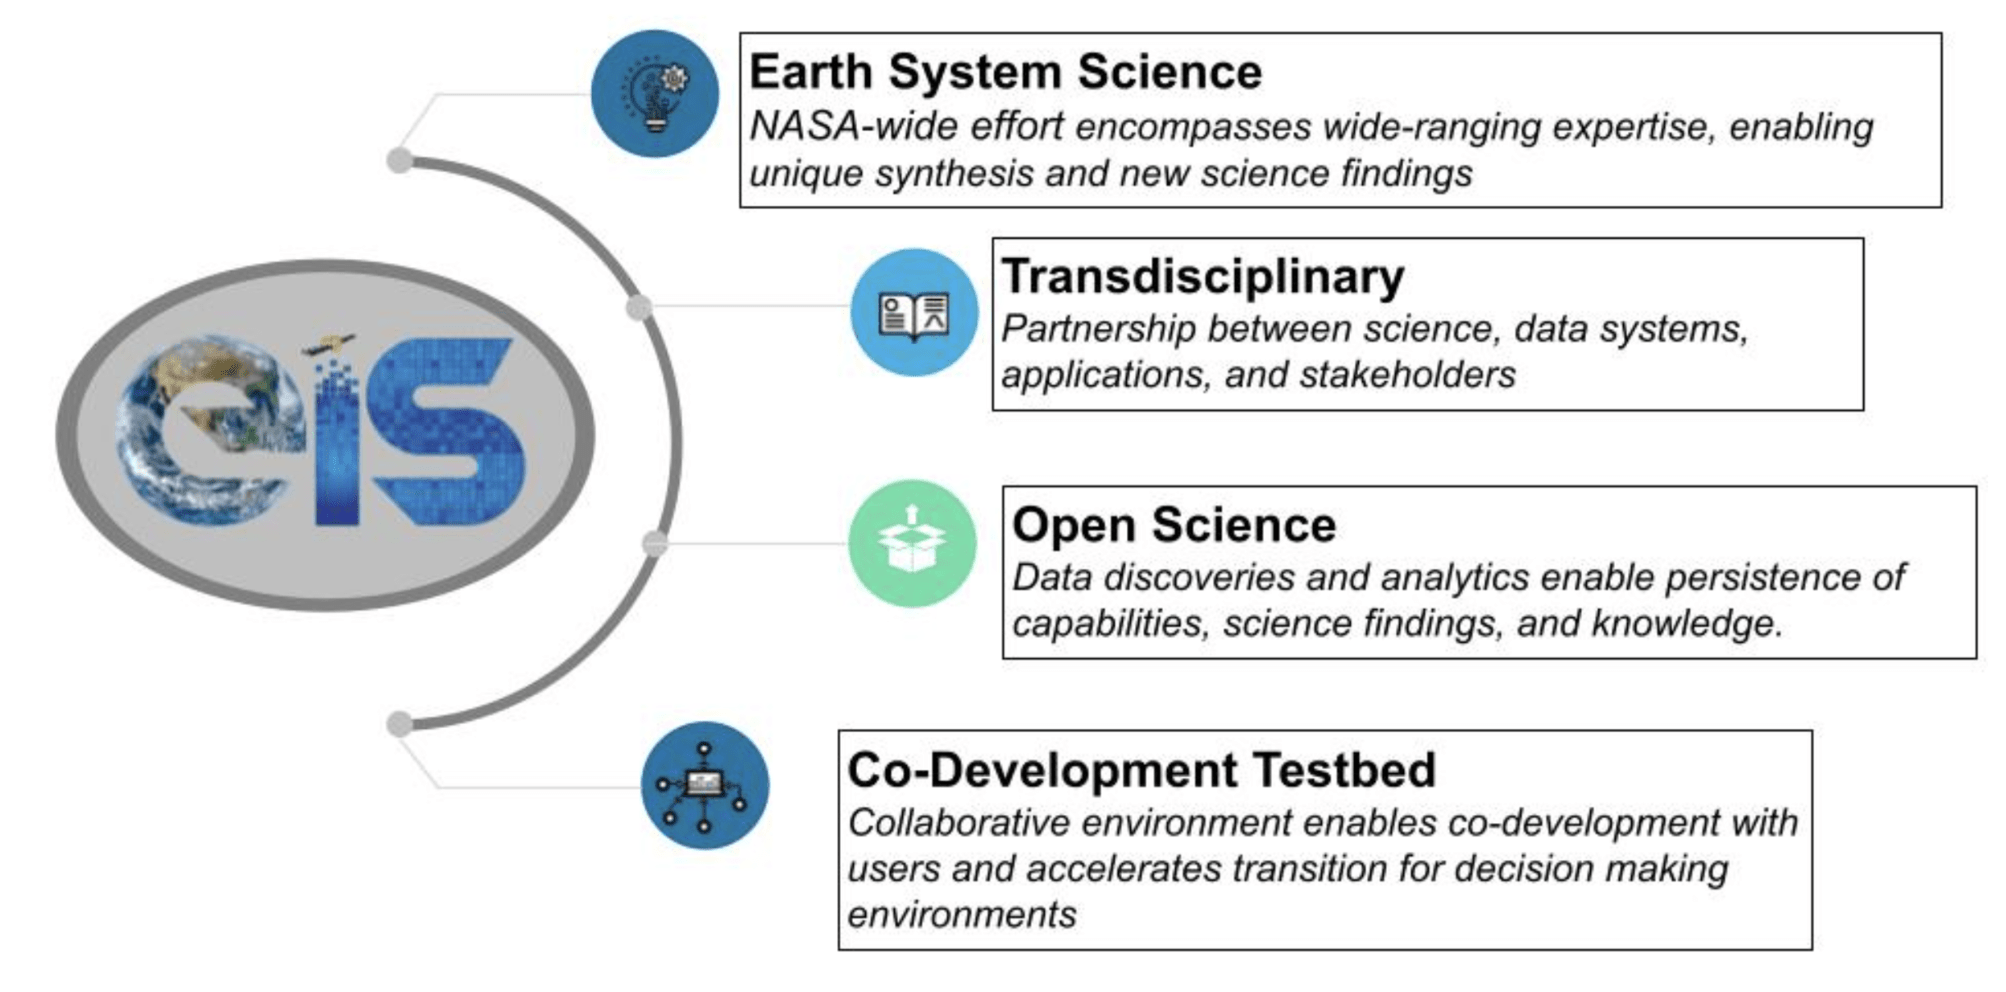 eis
Earth System Science
NASA-wide effort encompasses wide-ranging expertise, enabling
unique synthesis and new science findings
Transdisciplinary
Partnership between science, data systems,
applications, and stakeholders
Open Science
Data discoveries and analytics enable persistence of
capabilities, science findings, and knowledge.
Co-Development Testbed
Collaborative environment enables co-development with
users and accelerates transition for decision making
environments